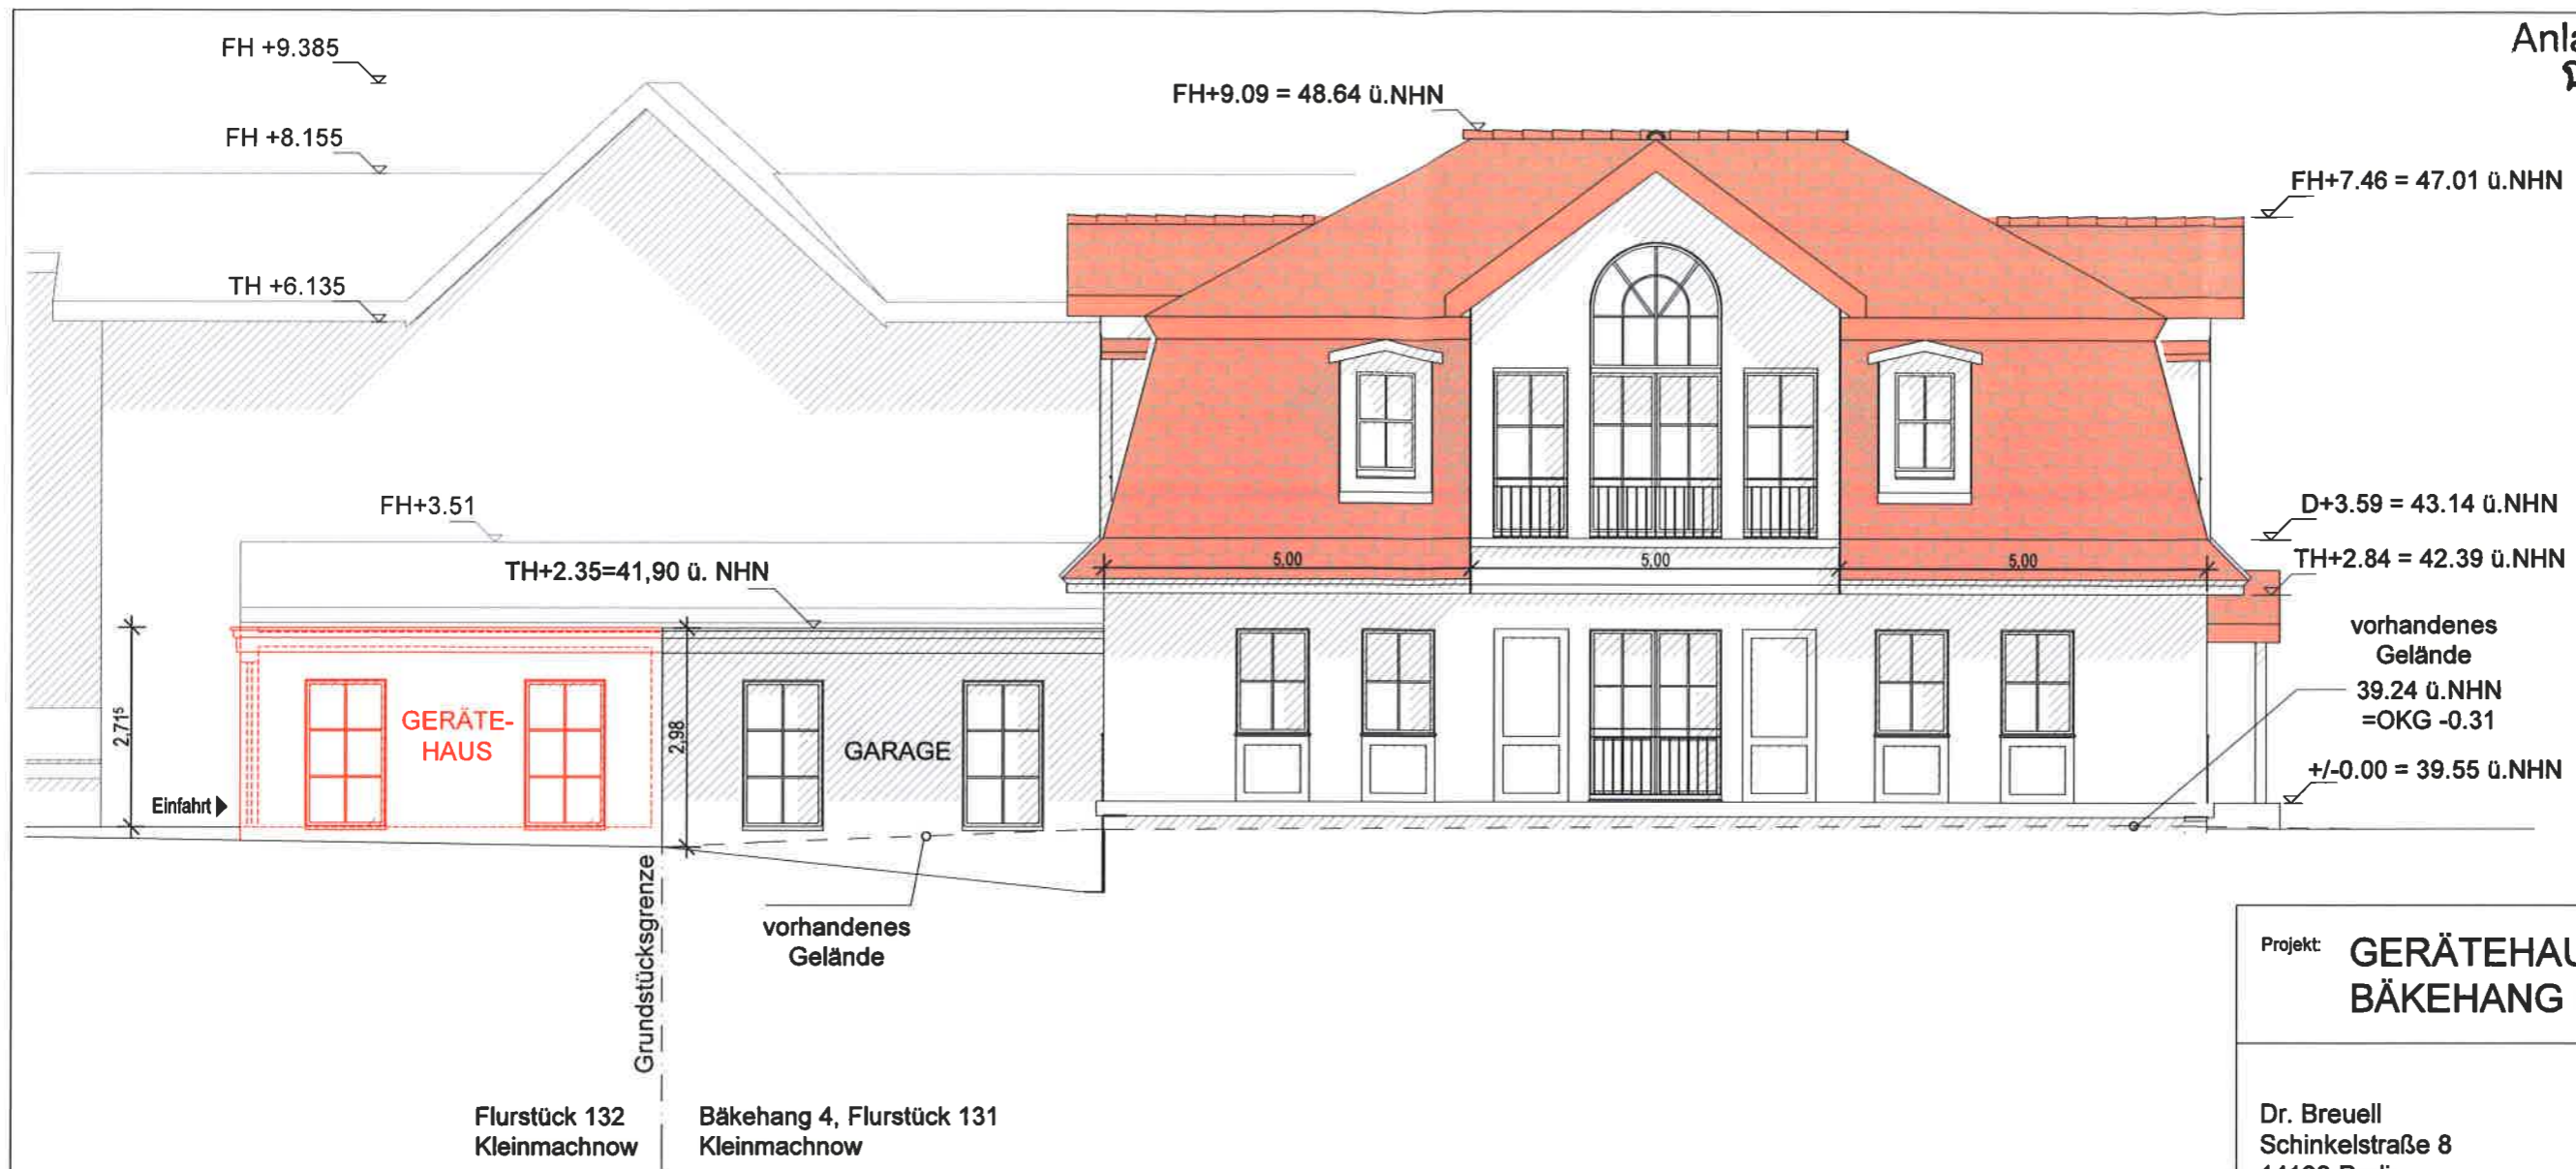 FH +9.385
FH +8.155
TH +6.135
FH+3.51
TH+2.35=41,90 ü. NHN
FH+9.09 = 48.64 ü.NHN
FH+7.46 = 47.01 ü.NHN
D+3.59 = 43.14 ü.NHN
TH+2.84 = 42.39 ü.NHN
vorhandenes
Gelände
39.24 ü.NHN
=OKG -0.31
+/-0.00 = 39.55 ü.NHN
5,00
5,00
5,00
2,71⁵
2,98
GERÄTE-
HAUS
GARAGE
Einfahrt
vorhandenes
Gelände
Grundstücksgrenze
Flurstück 132
Kleinmachnow
Bäkehang 4, Flurstück 131
Kleinmachnow
Projekt:
BÄKEHANG
Dr. Breuell
Schinkelstraße 8